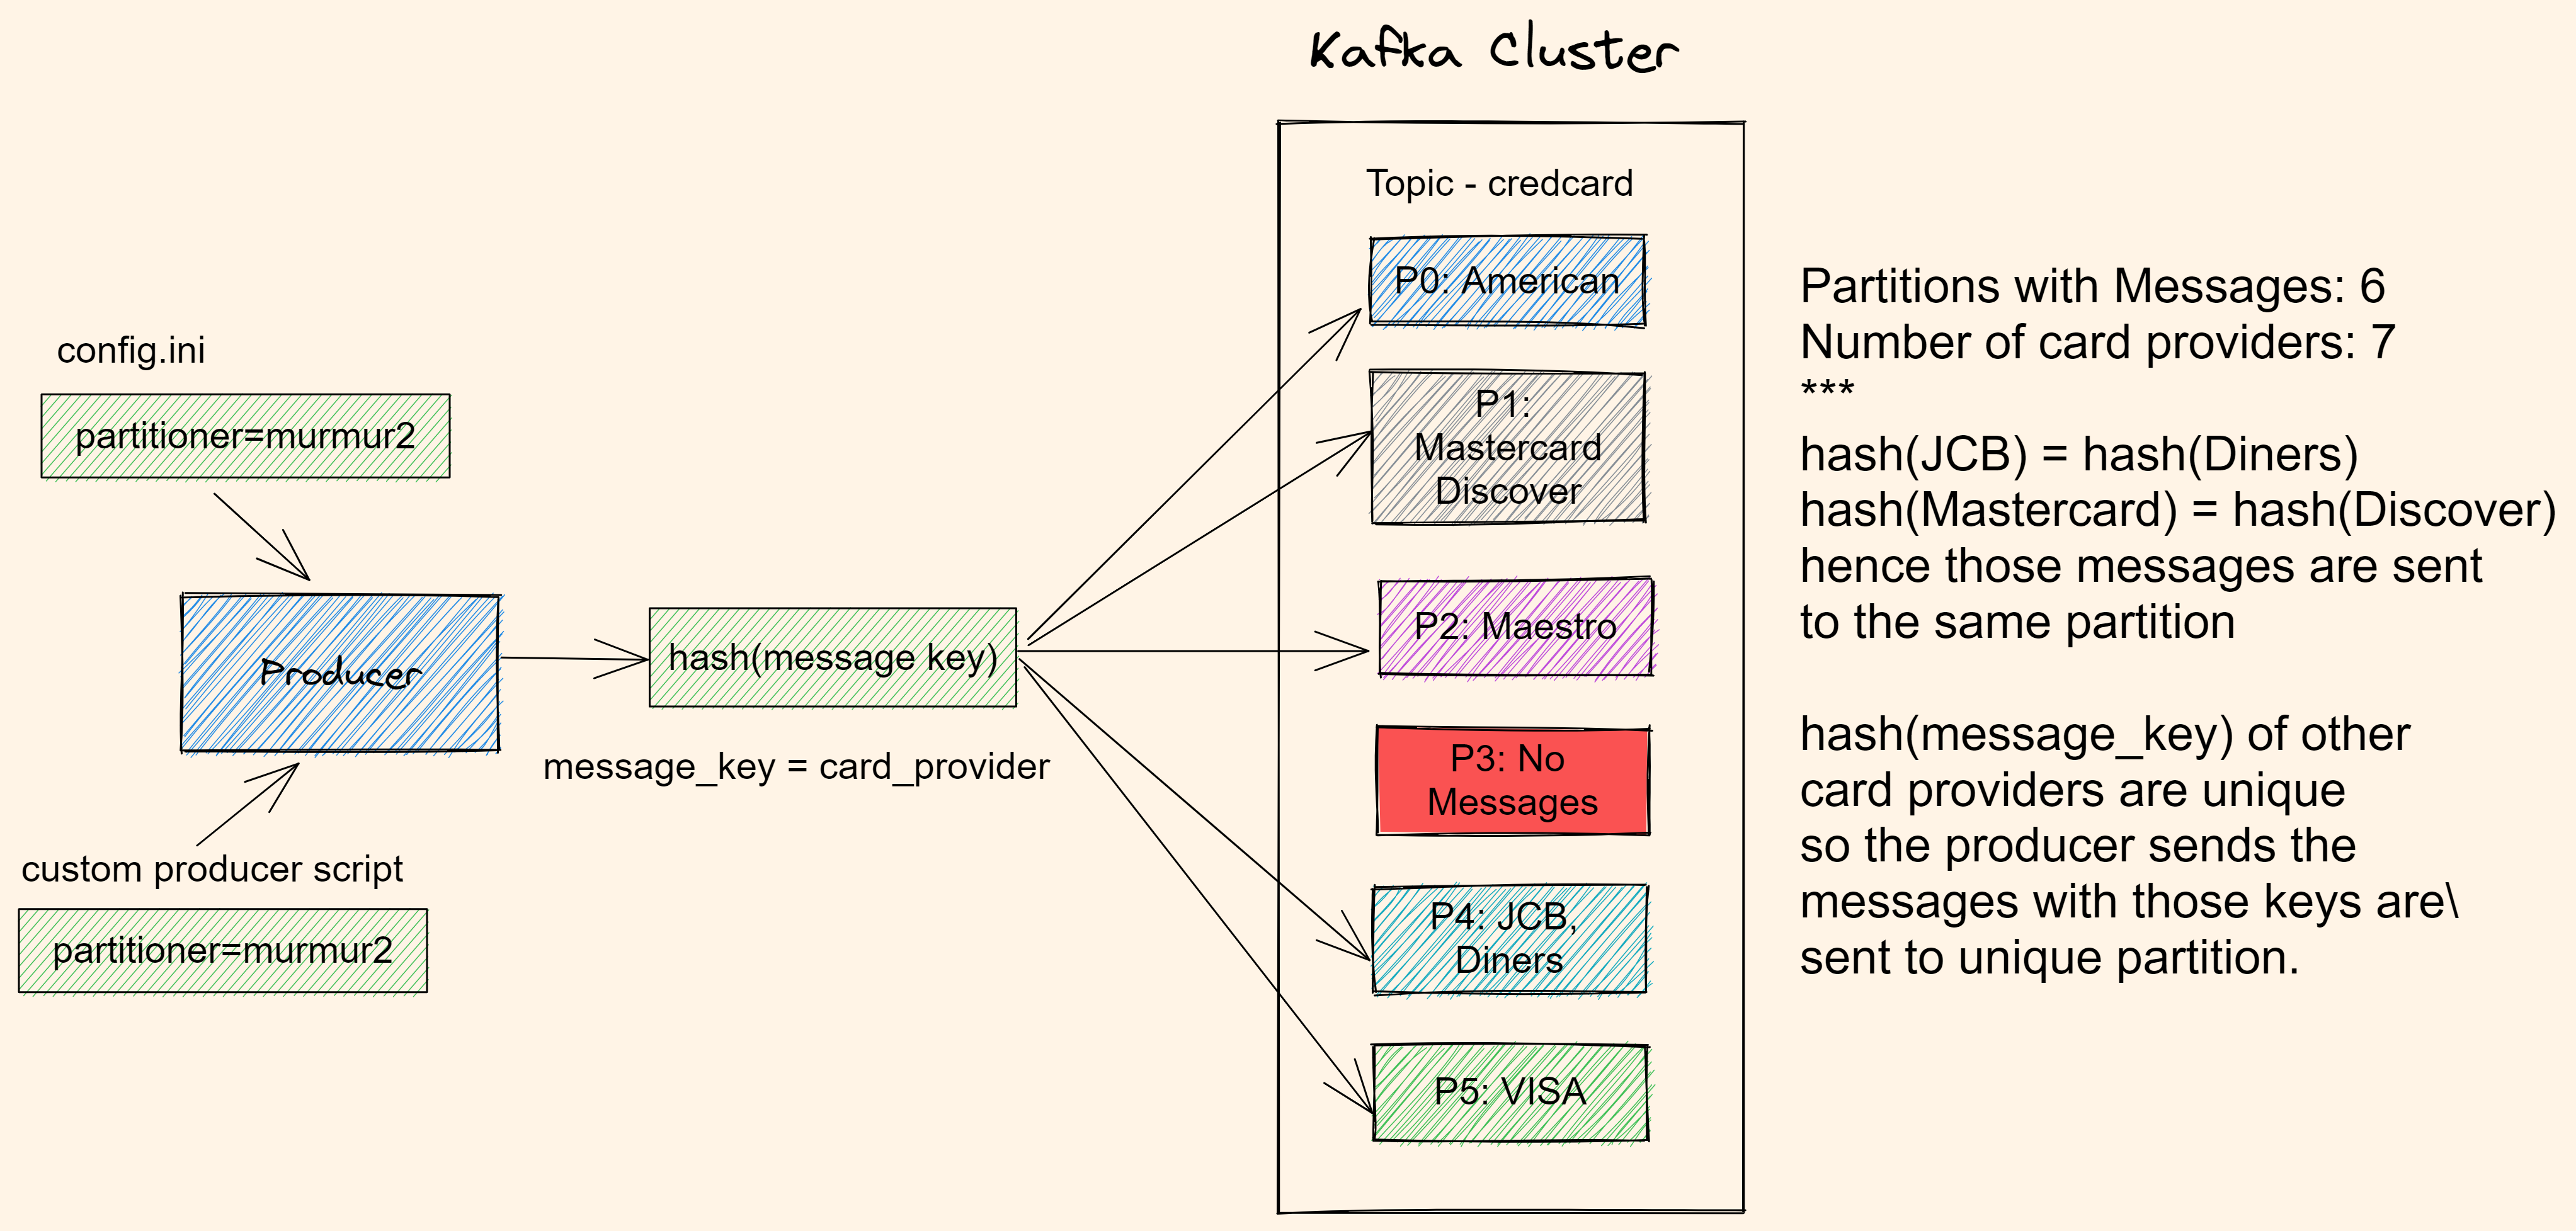 Kafka Cluster
Topic - credcard
P0: American
P1:
Mastercard
Discover
P2: Maestro
P3: No
Messages
P4: JCB,
Diners
P5: VISA
config.ini
partitioner=murmur2
Producer
custom producer script
partitioner=murmur2
hash(message key)
message_key = card_provider
Partitions with Messages: 6
Number of card providers: 7
***
hash(JCB) = hash(Diners)
hash(Mastercard) = hash(Discover)
hence those messages are sent
to the same partition
hash(message_key) of other
card providers are unique
so the producer sends the
messages with those keys are\
sent to unique partition.